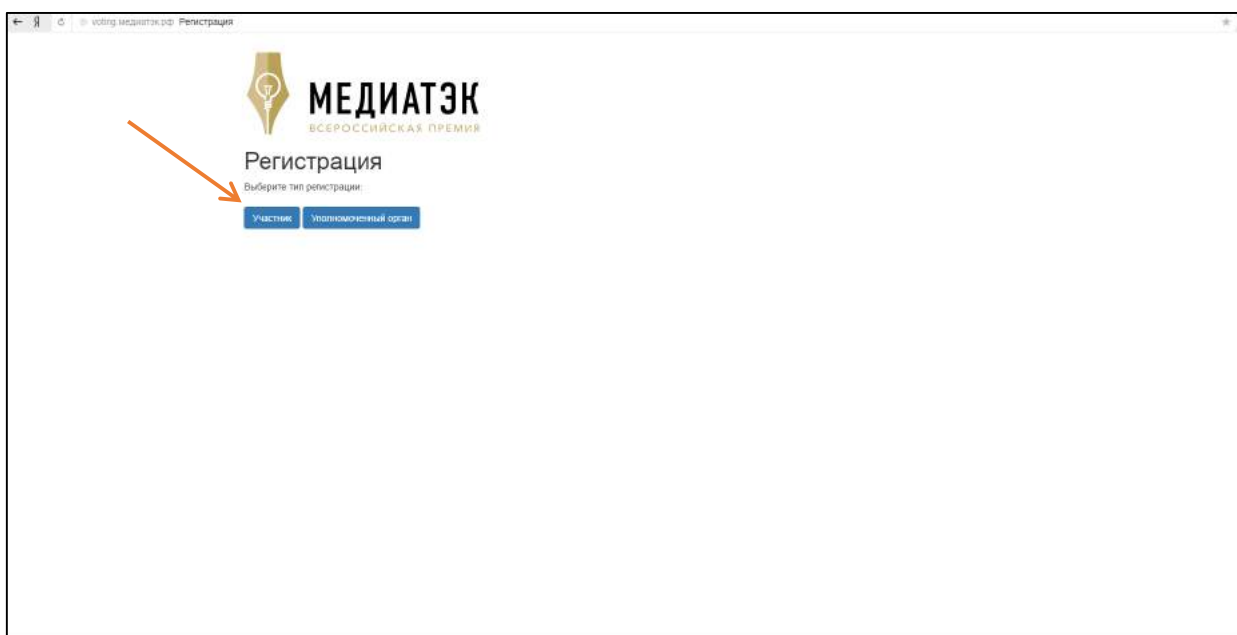 Я voting.медиатэк.рф Регистрация
МЕДИАТЭК
ВСЕРОССИЙСКАЯ ПРЕМИЯ
Регистрация
Выберите тип регистрации:
Участник Уполномоченный орган